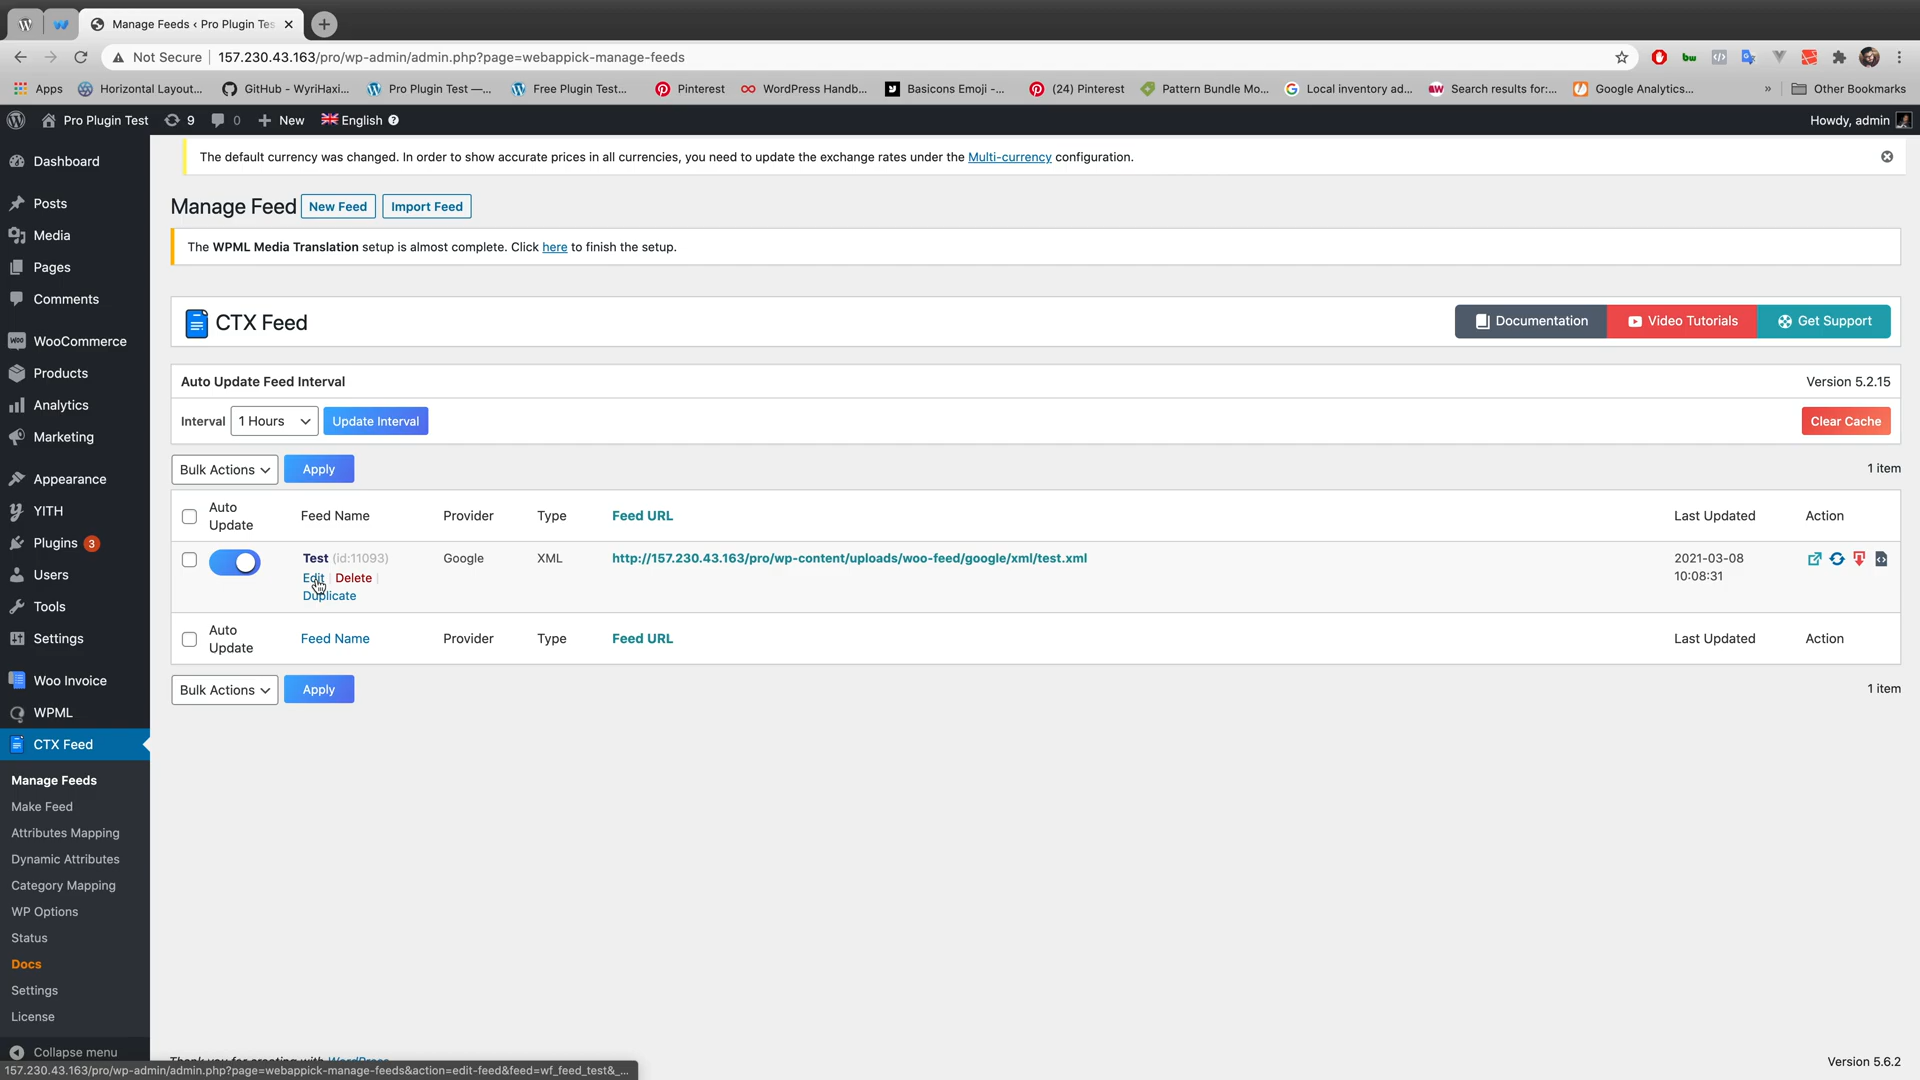 Manage Feeds ‹ Pro Plugin Tes
Not Secure
157.230.43.163/pro/wp-admin/admin.php?page=webappick-manage-feeds
Apps
Horizontal Layout...
GitHub - WyriHaxi...
Pro Plugin Test —...
Free Plugin Test...
Pinterest
WordPress Handb...
Basicons Emoji -...
(24) Pinterest
Pattern Bundle Mo...
Local inventory ad...
Search results for:...
Google Analytics...
»
Other Bookmarks
Pro Plugin Test
9
0
New
English
Howdy, admin
Dashboard
Posts
Media
Pages
Comments
WooCommerce
Products
Analytics
Marketing
Appearance
YITH
Plugins 3
Users
Tools
Settings
Woo Invoice
WPML
CTX Feed
Manage Feeds
Make Feed
Attributes Mapping
Dynamic Attributes
Category Mapping
WP Options
Status
Docs
Settings
License
Collapse menu
The default currency was changed. In order to show accurate prices in all currencies, you need to update the exchange rates under the Multi-currency configuration.
Manage Feed
New Feed
Import Feed
The WPML Media Translation setup is almost complete. Click here to finish the setup.
CTX Feed
Documentation
Video Tutorials
Get Support
Auto Update Feed Interval
Version 5.2.15
Interval
1 Hours
Update Interval
Clear Cache
Bulk Actions
Apply
1 item
Auto Update
Feed Name
Provider
Type
Feed URL
Last Updated
Action
Test (id:11093)
Edit | Delete |
Duplicate
Google
XML
http://157.230.43.163/pro/wp-content/uploads/woo-feed/google/xml/test.xml
2021-03-08
10:08:31
Auto Update
Feed Name
Provider
Type
Feed URL
Last Updated
Action
Bulk Actions
Apply
1 item
Thank you for creating with WordPress.
Version 5.6.2
157.230.43.163/pro/wp-admin/admin.php?page=webappick-manage-feeds&action=edit-feed&feed=wf_feed_test&_...